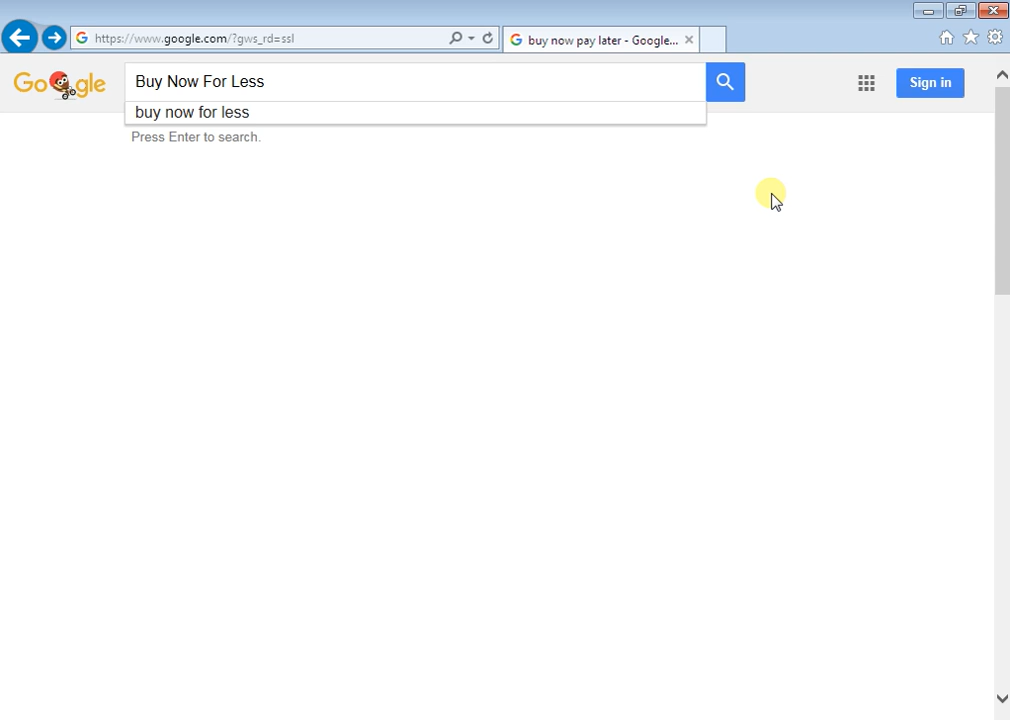 https://www.google.com/?gws_rd=ssl
buy now pay later - Google...
Google
Buy Now For Less
Sign in
buy now for less
Press Enter to search.